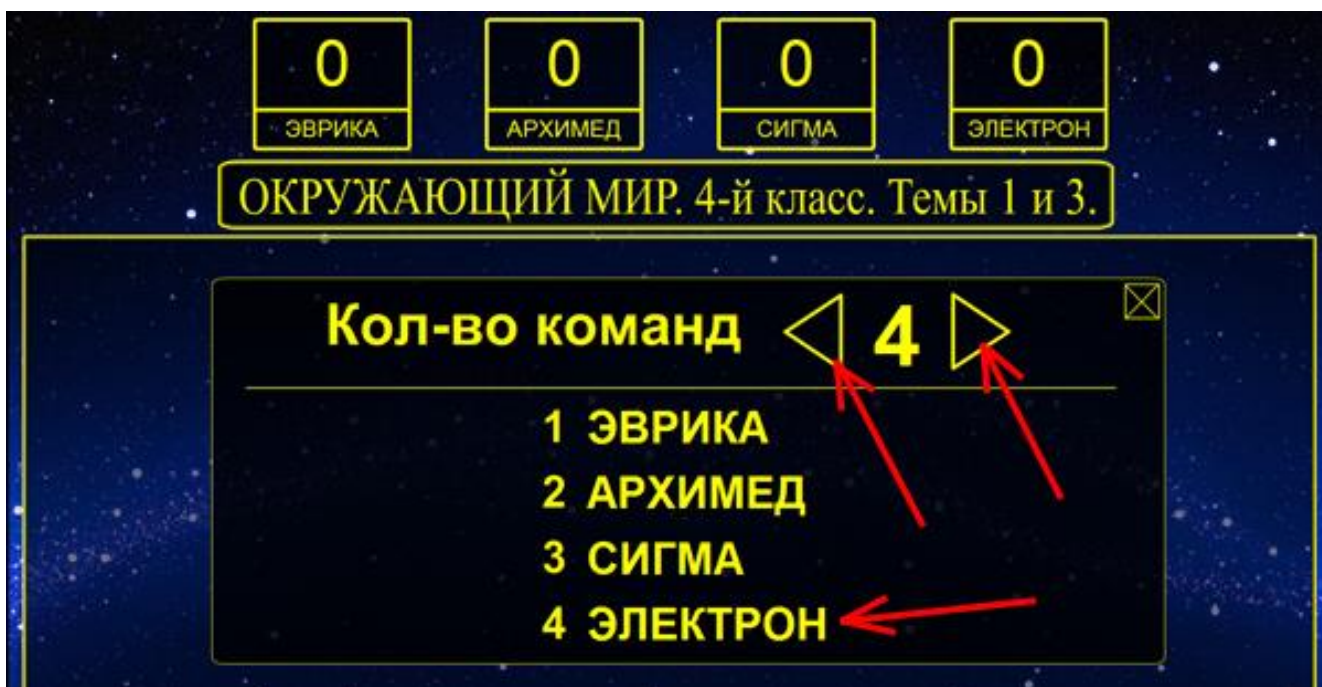 0 0 0 0
ЭВРИКА АРХИМЕД СИГМА ЭЛЕКТРОН
ОКРУЖАЮЩИЙ МИР. 4-й класс. Темы 1 и 3.
Кол-во команд 4
1 ЭВРИКА
2 АРХИМЕД
3 СИГМА
4 ЭЛЕКТРОН